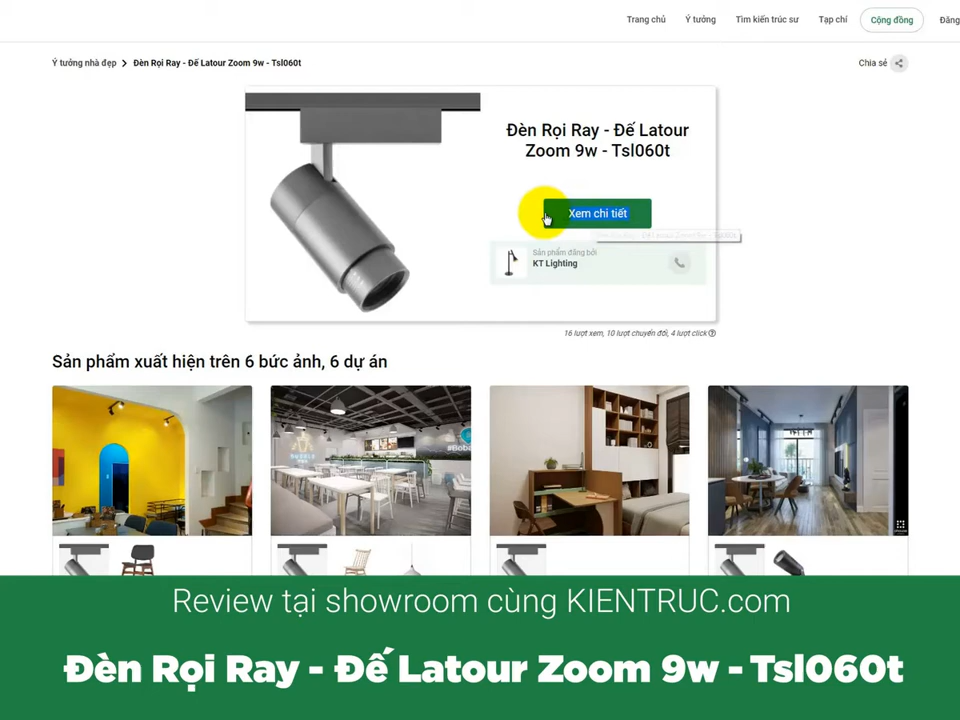 Trang chủ Ý tưởng Tìm kiếm trúc sư Tạp chí Cộng đồng Đăng
Ý tưởng nhà đẹp > Đèn Rọi Ray - Đế Latour Zoom 9w - Tsl060t
Chia sẻ
Đèn Rọi Ray - Đế Latour
Zoom 9w - Tsl060t
Xem chi tiết
Sản phẩm đăng bởi
KT Lighting
16 lượt xem, 10 lượt chuyển đổi, 4 lượt click
Sản phẩm xuất hiện trên 6 bức ảnh, 6 dự án
Review tại showroom cùng KIENTRUC.com
Đèn Rọi Ray - Đế Latour Zoom 9w - Tsl060t